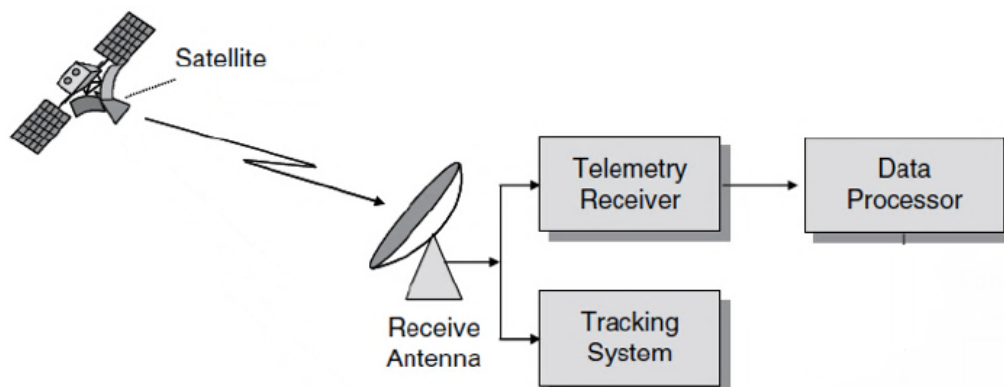 Satellite
Telemetry
Receiver
Data
Processor
Receive
Antenna
Tracking
System